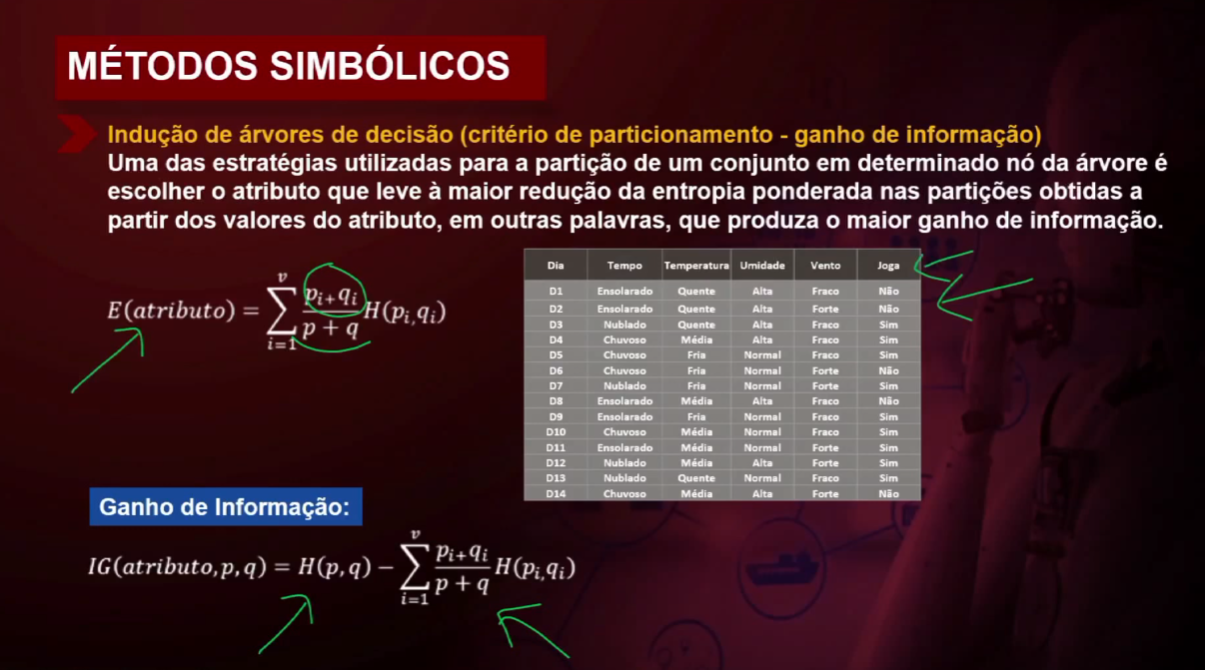 MÉTODOS SIMBÓLICOS
Indução de árvores de decisão (critério de particionamento - ganho de informação)
Uma das estratégias utilizadas para a partição de um conjunto em determinado nó da árvore é
escolher o atributo que leve à maior redução da entropia ponderada nas partições obtidas a
partir dos valores do atributo, em outras palavras, que produza o maior ganho de informação.
E(atributo) = ∑_{i=1}^{v} (p_{i+} q_i)/(p + q) H(p_{i,} q_i)
Dia Tempo Temperatura Umidade Vento Joga
D1 Ensolarado Quente Alta Fraco Não
D2 Ensolarado Quente Alta Forte Não
D3 Nublado Quente Alta Fraco Sim
D4 Chuvoso Média Alta Fraco Sim
D5 Chuvoso Fria Normal Fraco Sim
D6 Chuvoso Fria Normal Forte Não
D7 Nublado Fria Normal Forte Sim
D8 Ensolarado Média Alta Fraco Não
D9 Ensolarado Fria Normal Fraco Sim
D10 Chuvoso Média Normal Fraco Sim
D11 Ensolarado Média Normal Forte Sim
D12 Nublado Média Alta Forte Sim
D13 Nublado Quente Normal Fraco Sim
D14 Chuvoso Média Alta Forte Não
Ganho de Informação:
IG(atributo, p, q) = H(p, q) − ∑_{i=1}^{v} (p_{i+} q_i)/(p + q) H(p_{i,} q_i)